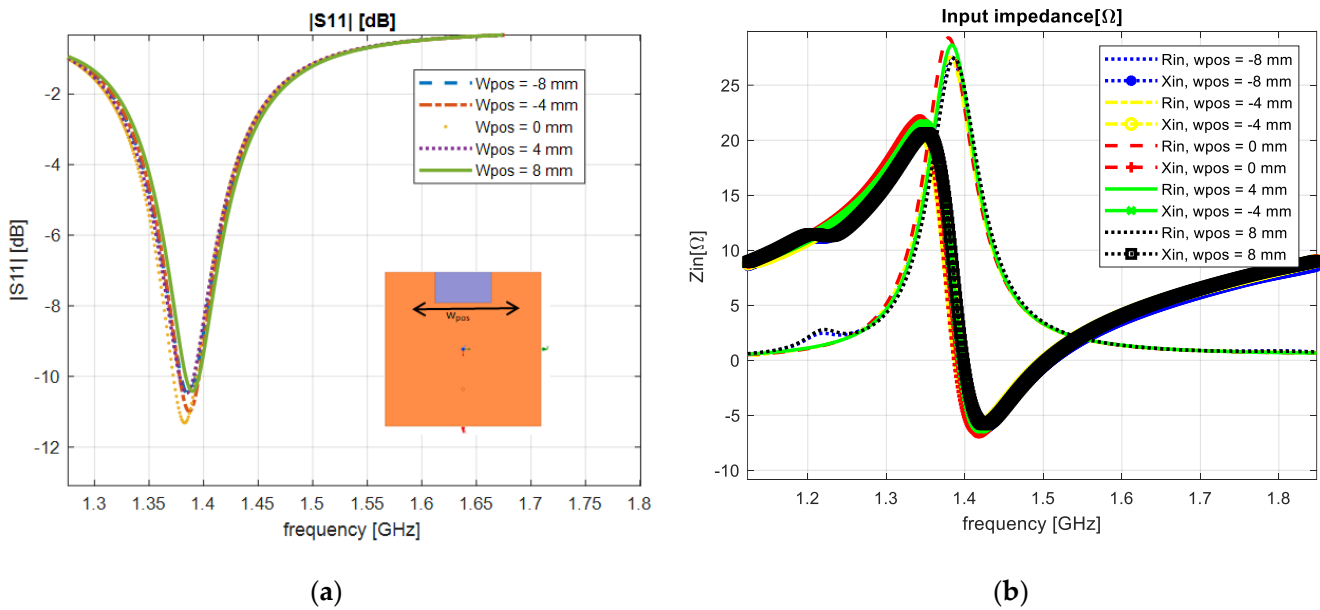 |S11| [dB]
|S11| [dB]
-2
-4
-6
-8
-10
-12
1.3
1.35
1.4
1.45
1.5
1.55
1.6
1.65
1.7
1.75
1.8
frequency [GHz]
Wpos = -8 mm
Wpos = -4 mm
Wpos = 0 mm
Wpos = 4 mm
Wpos = 8 mm
wpos
(a)
Input impedance[Ω]
Zin[Ω]
25
20
15
10
5
0
-5
-10
1.2
1.3
1.4
1.5
1.6
1.7
1.8
frequency [GHz]
Rin, wpos = -8 mm
Xin, wpos = -8 mm
Rin, wpos = -4 mm
Xin, wpos = -4 mm
Rin, wpos = 0 mm
Xin, wpos = 0 mm
Rin, wpos = 4 mm
Xin, wpos = -4 mm
Rin, wpos = 8 mm
Xin, wpos = 8 mm
(b)